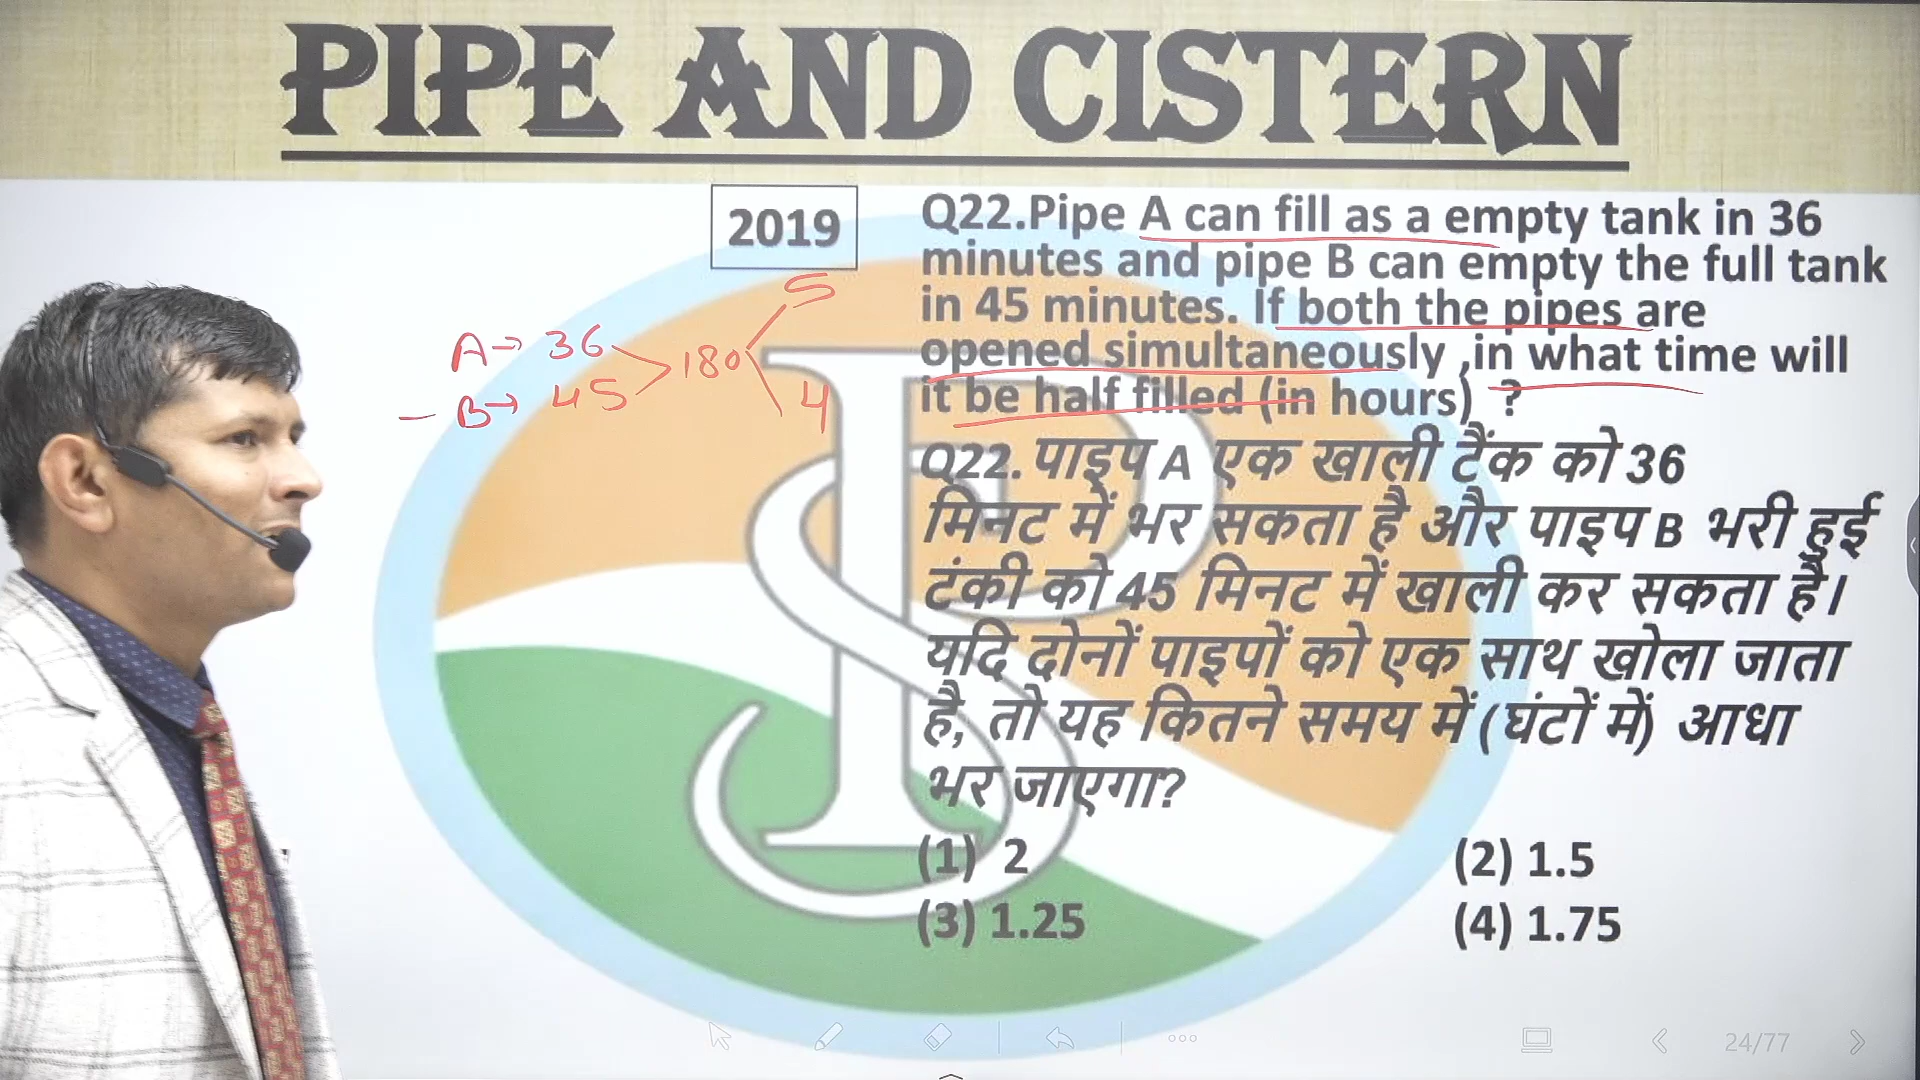 PIPE AND CISTERN
2019
Q22.Pipe A can fill as a empty tank in 36
minutes and pipe B can empty the full tank
in 45 minutes. If both the pipes are
opened simultaneously ,in what time will
it be half filled (in hours) ?
A→ 36
- B→ 45
180
5
4
Q22. पाइप A एक खाली टैंक को 36
मिनट में भर सकता है और पाइप B भरी हुई
टंकी को 45 मिनट में खाली कर सकता है।
यदि दोनों पाइपों को एक साथ खोला जाता
है, तो यह कितने समय में (घंटों में) आधा
भर जाएगा?
(1) 2
(2) 1.5
(3) 1.25
(4) 1.75
24/77